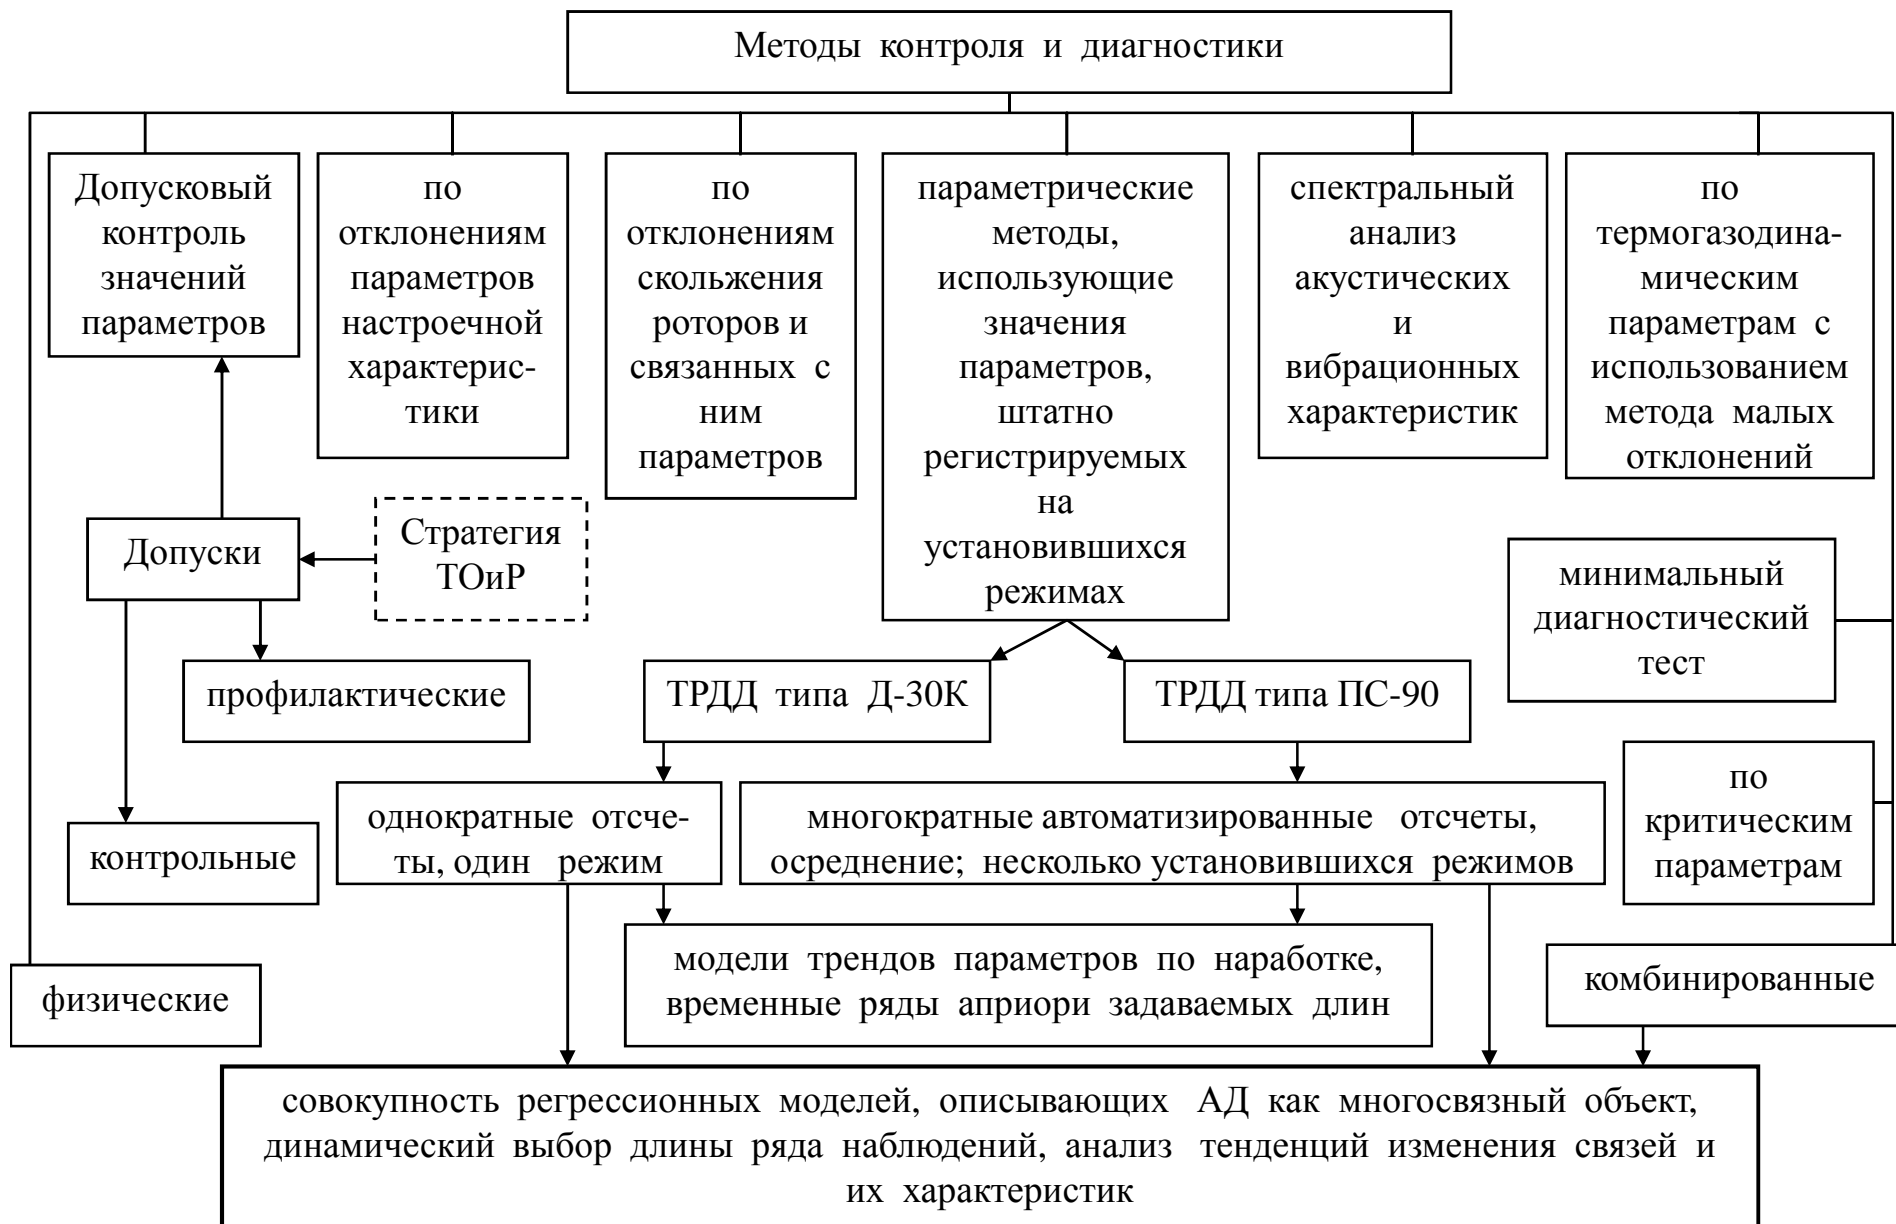 Методы контроля и диагностики
Допусковый
контроль
значений
параметров
по
отклонениям
параметров
настроечной
характерис-
тики
по
отклонениям
скольжения
роторов и
связанных с
ним
параметров
параметрические
методы,
использующие
значения
параметров,
штатно
регистрируемых
на
установившихся
режимах
спектральный
анализ
акустических
и
вибрационных
характеристик
по
термогазодина-
мическим
параметрам с
использованием
метода малых
отклонений
Допуски
Стратегия
ТОиР
минимальный
диагностический
тест
профилактические
ТРДД типа Д-30К
ТРДД типа ПС-90
по
критическим
параметрам
контрольные
однократные отсче-
ты, один режим
многократные автоматизированные отсчеты,
осреднение; несколько установившихся режимов
физические
модели трендов параметров по наработке,
временные ряды априори задаваемых длин
комбинированные
совокупность регрессионных моделей, описывающих АД как многосвязный объект,
динамический выбор длины ряда наблюдений, анализ тенденций изменения связей и
их характеристик